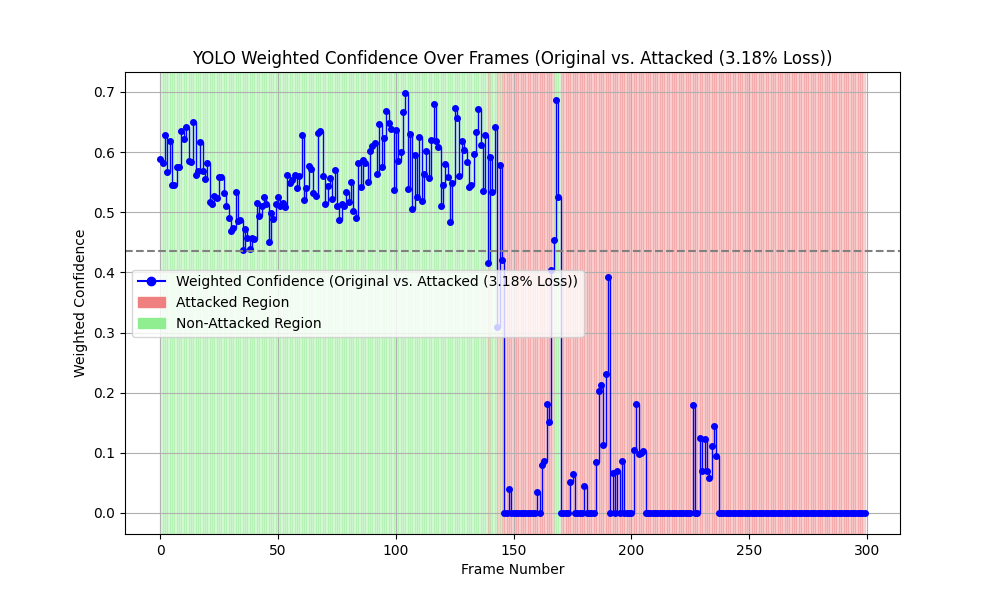 YOLO Weighted Confidence Over Frames (Original vs. Attacked (3.18% Loss))
0.7
0.6
0.5
0.4
0.3
0.2
0.1
0.0
Weighted Confidence
Weighted Confidence (Original vs. Attacked (3.18% Loss))
Attacked Region
Non-Attacked Region
0 50 100 150 200 250 300
Frame Number